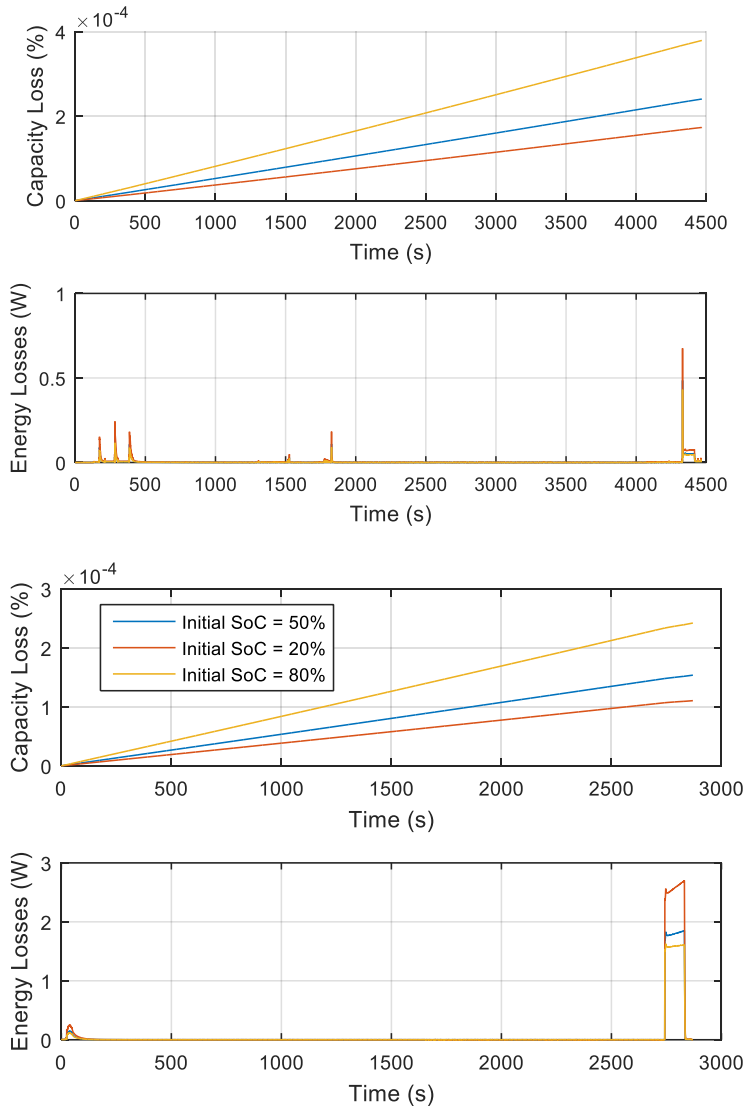 ×10⁻⁴
Capacity Loss (%)
4
2
0
0 500 1000 1500 2000 2500 3000 3500 4000 4500
Time (s)
Energy Losses (W)
1
0.5
0
0 500 1000 1500 2000 2500 3000 3500 4000 4500
Time (s)
×10⁻⁴
Capacity Loss (%)
3
2
1
0
Initial SoC = 50%
Initial SoC = 20%
Initial SoC = 80%
0 500 1000 1500 2000 2500 3000
Time (s)
Energy Losses (W)
3
2
1
0
0 500 1000 1500 2000 2500 3000
Time (s)